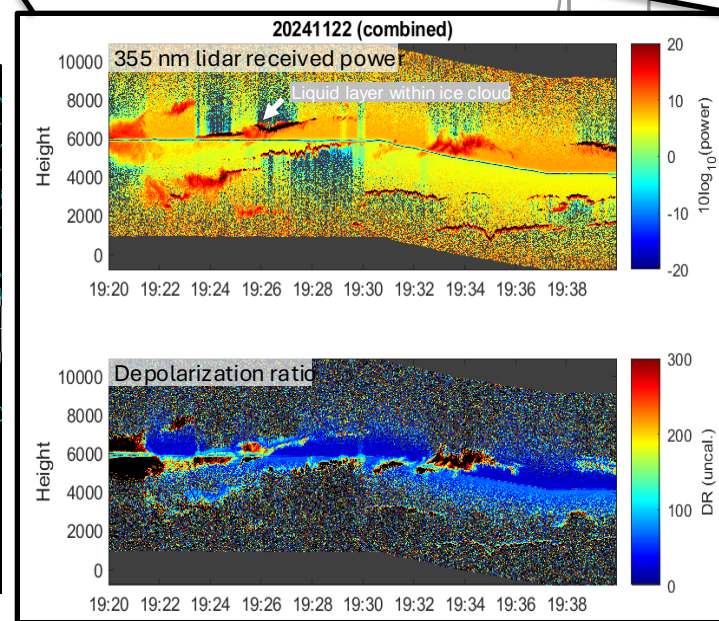 20241122 (combined)
355 nm lidar received power
Liquid layer within ice cloud
Height
10000
8000
6000
4000
2000
0
19:20 19:22 19:24 19:26 19:28 19:30 19:32 19:34 19:36 19:38
20
10
0
-10
-20
10log10(power)
Depolarization ratio
Height
10000
8000
6000
4000
2000
0
19:20 19:22 19:24 19:26 19:28 19:30 19:32 19:34 19:36 19:38
300
200
100
0
DR (uncal.)